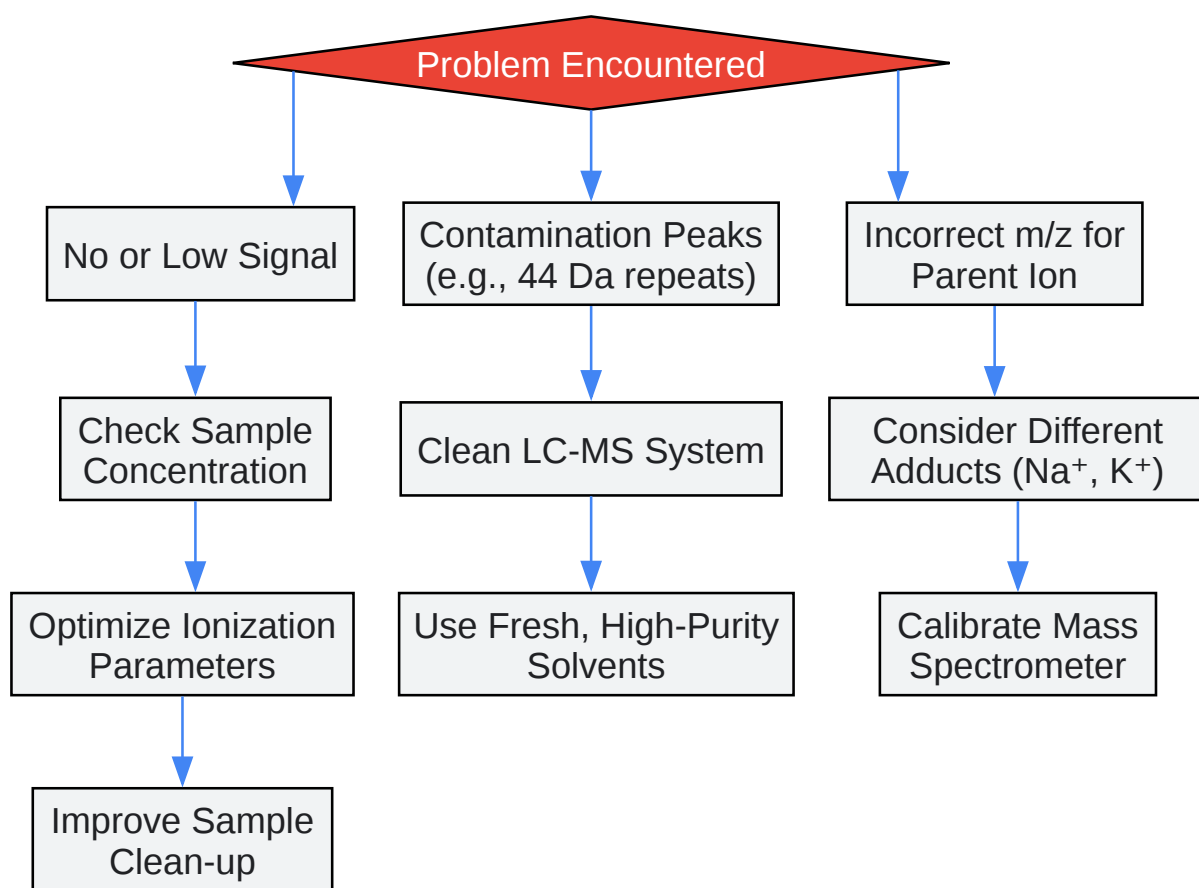 Problem Encountered
No or Low Signal
Contamination Peaks
(e.g., 44 Da repeats)
Incorrect m/z for
Parent Ion
Check Sample
Concentration
Clean LC-MS System
Consider Different
Adducts (Na⁺, K⁺)
Optimize Ionization
Parameters
Use Fresh, High-Purity
Solvents
Calibrate Mass
Spectrometer
Improve Sample
Clean-up